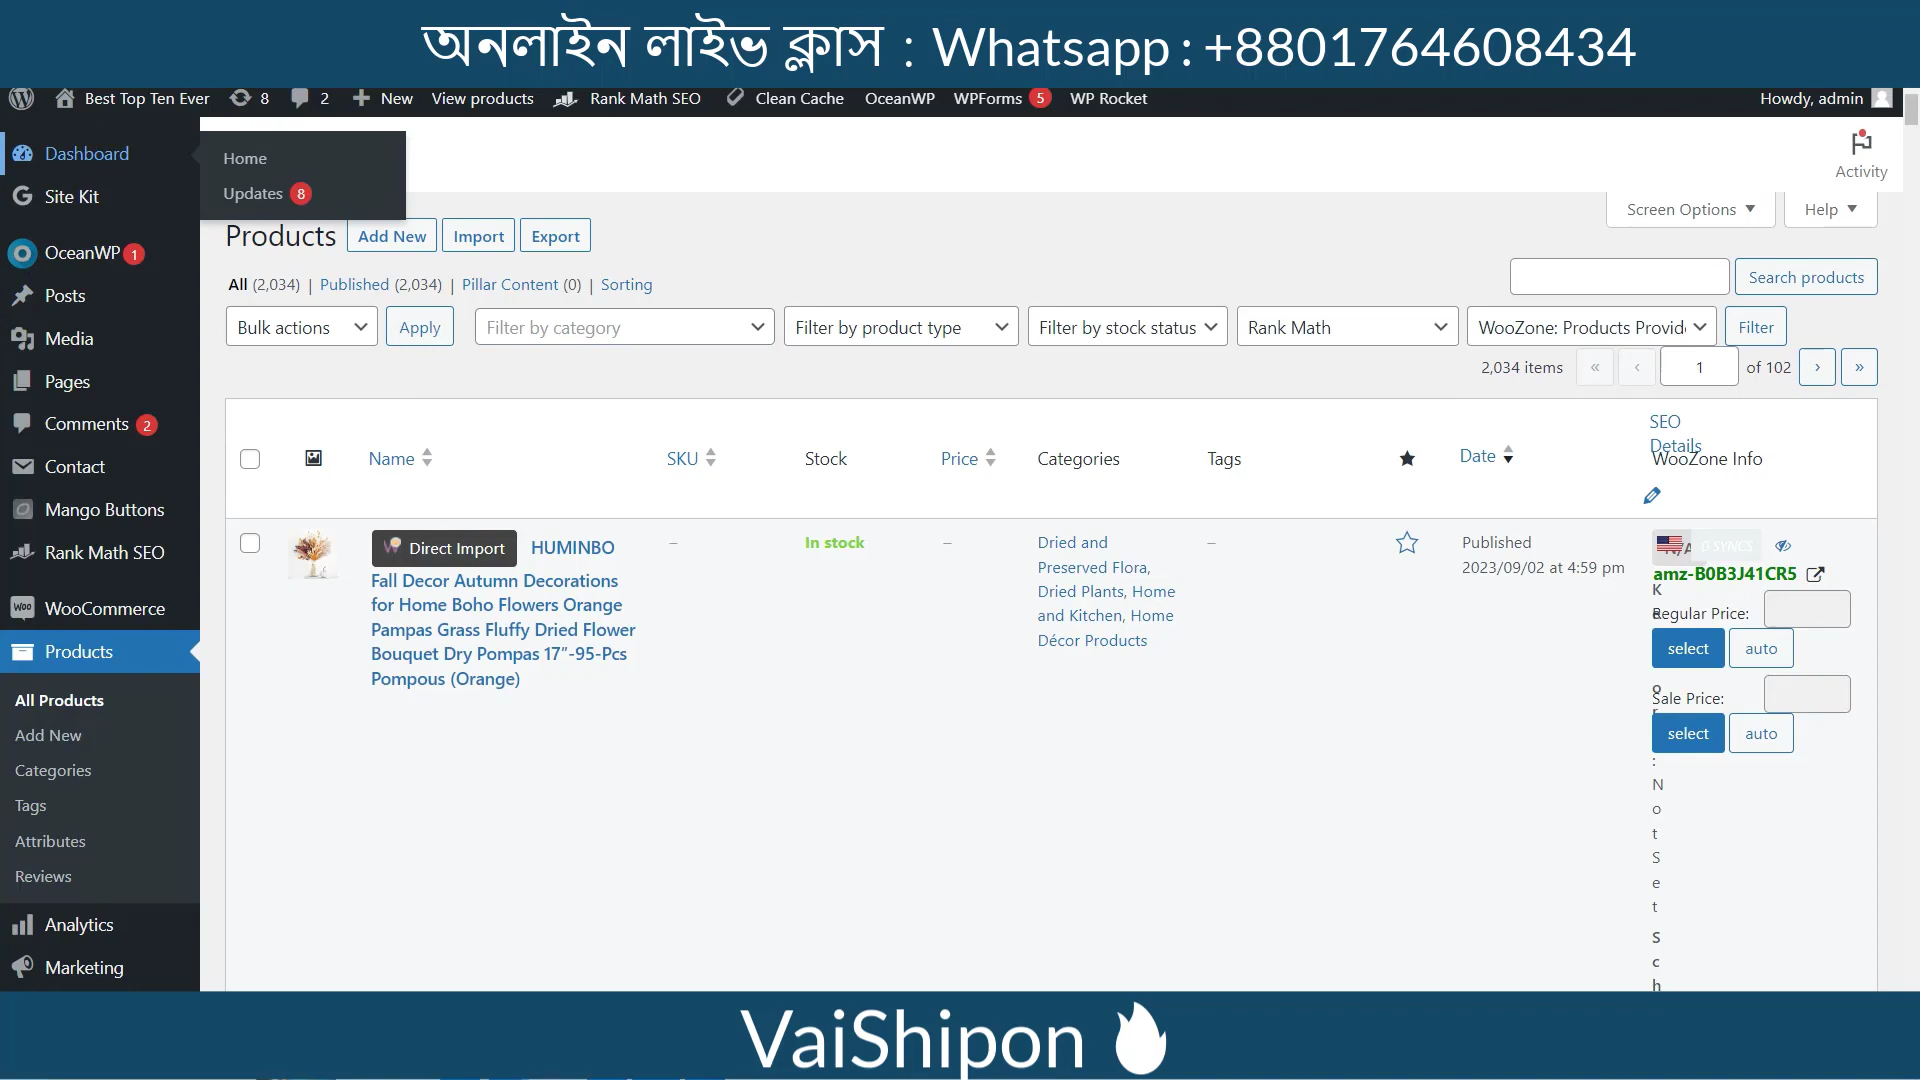 অনলাইন লাইভ ক্লাস : Whatsapp : +8801764608434
Best Top Ten Ever 8 2 New View products Rank Math SEO Clean Cache OceanWP WPForms 5 WP Rocket Howdy, admin
Dashboard
Home
Updates 8
Site Kit
OceanWP 1
Posts
Media
Pages
Comments 2
Contact
Mango Buttons
Rank Math SEO
WooCommerce
Products
All Products
Add New
Categories
Tags
Attributes
Reviews
Analytics
Marketing
Activity
Screen Options Help
Products Add New Import Export
All (2,034) | Published (2,034) | Pillar Content (0) | Sorting
Search products
Bulk actions Apply Filter by category Filter by product type Filter by stock status Rank Math WooZone: Products Provid Filter
2,034 items « ‹ 1 of 102 › »
Name SKU Stock Price Categories Tags Date
SEO
Details
WooZone Info
Direct Import HUMINBO
Fall Decor Autumn Decorations
for Home Boho Flowers Orange
Pampas Grass Fluffy Dried Flower
Bouquet Dry Pompas 17"-95-Pcs
Pompous (Orange)
–
In stock
–
Dried and
Preserved Flora,
Dried Plants, Home
and Kitchen, Home
Décor Products
–
Published
2023/09/02 at 4:59 pm
0 SYNCS
amz-B0B3J41CR5
Regular Price:
select auto
Sale Price:
select auto
:
N
o
t
S
e
t
S
c
h
VaiShipon